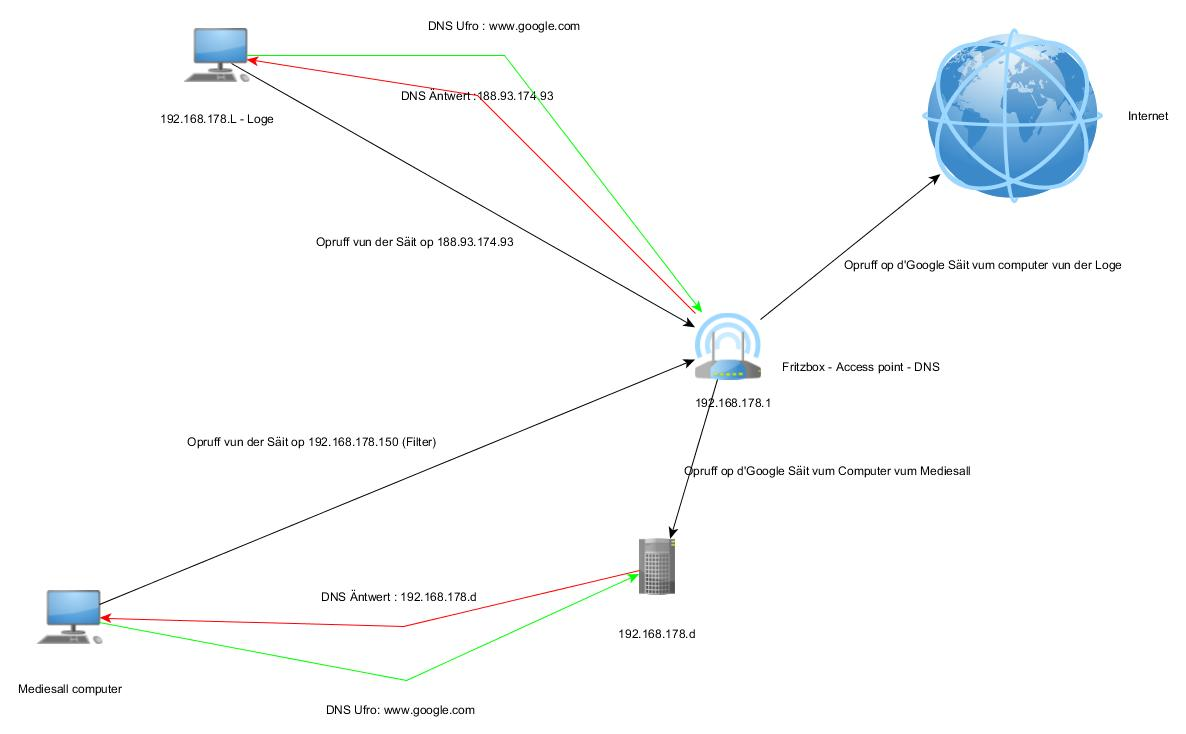 DNS Ufro : www.google.com
DNS Äntwert :188.93.174.93
192.168.178.L - Loge
Internet
Opruff vun der Säit op 188.93.174.93
Opruff op d'Google Säit vum computer vun der Loge
Fritzbox - Access point - DNS
192.168.178.1
Opruff vun der Säit op 192.168.178.150 (Filter)
Opruff op d'Google Säit vum Computer vum Mediesall
DNS Äntwert : 192.168.178.d
192.168.178.d
Mediesall computer
DNS Ufro: www.google.com